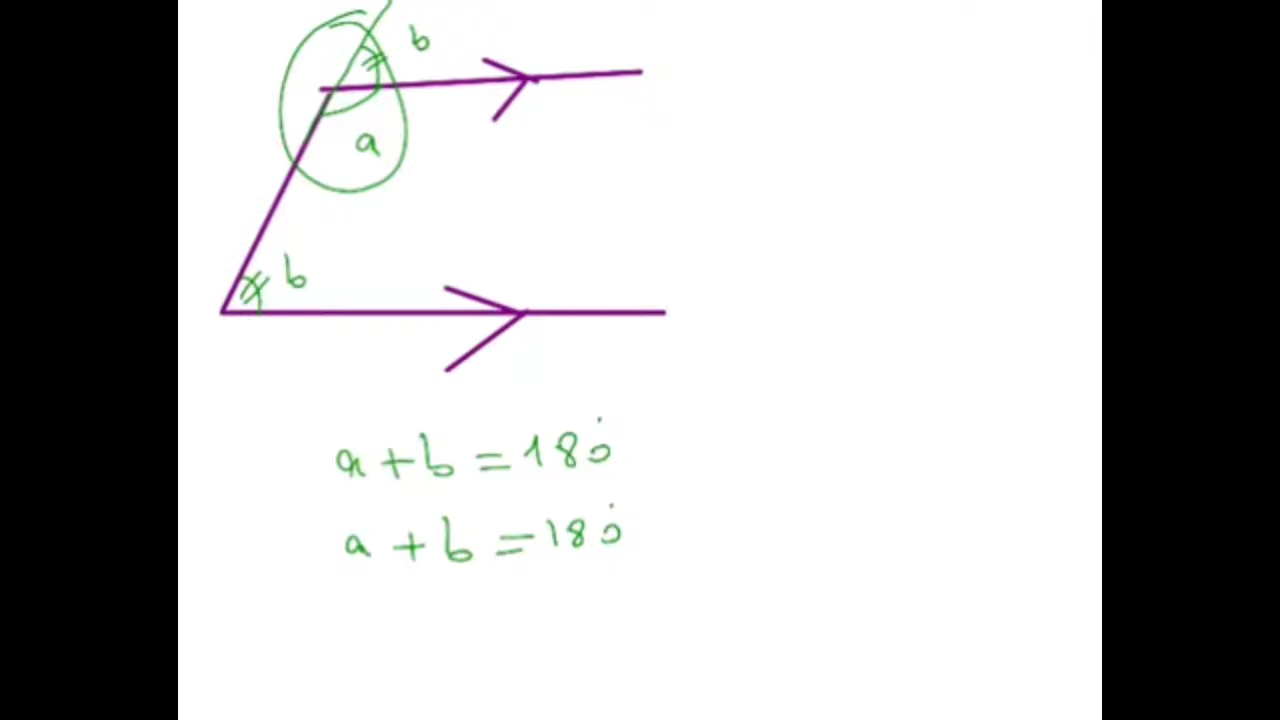 b
a
b
a + b = 180°
a + b = 180°